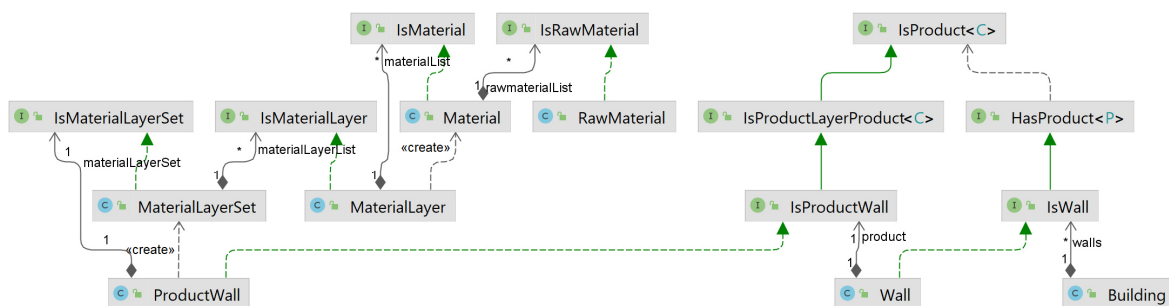 I IsMaterial
I IsRawMaterial
I IsProduct<C>
* materialList
*
1 rawmaterialList
I IsMaterialLayerSet
I IsMaterialLayer
C Material
C RawMaterial
I IsProductLayerProduct<C>
I HasProduct<P>
1
materialLayerSet
* materialLayerList
«create»
1
1
C MaterialLayerSet
C MaterialLayer
I IsProductWall
I IsWall
1
«create»
1 product
* walls
1
1
C ProductWall
C Wall
C Building